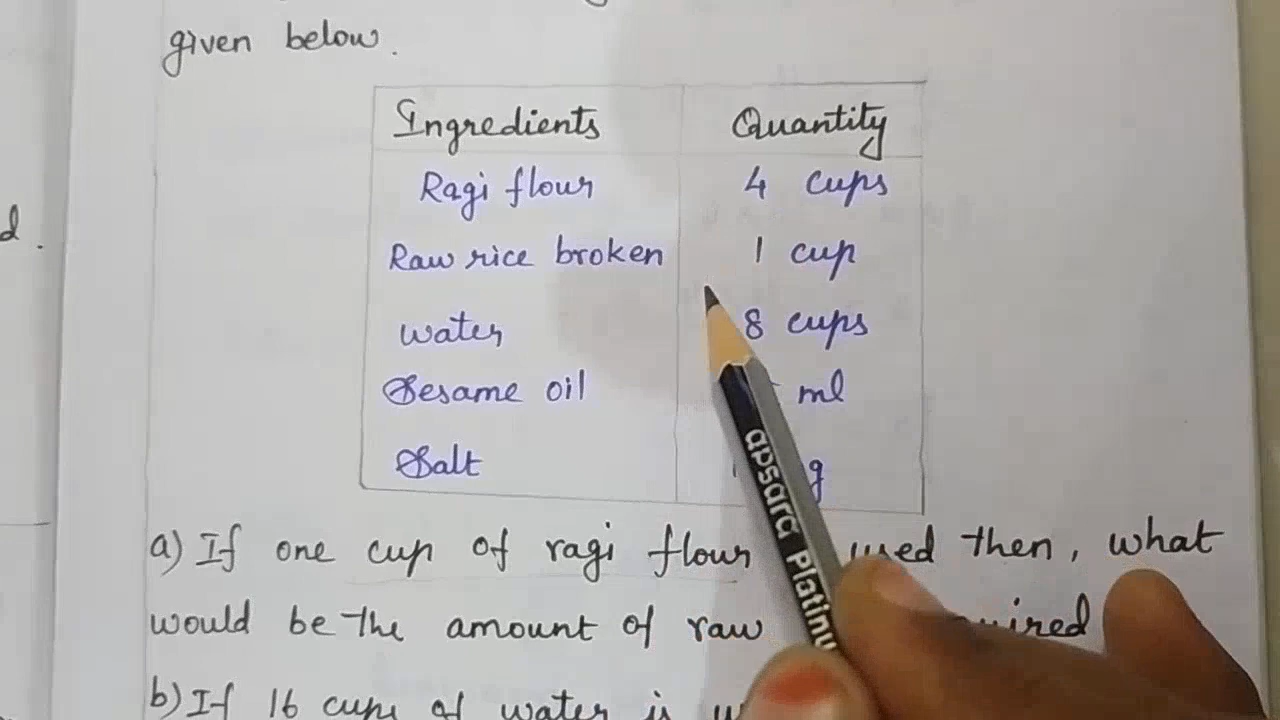 given below.
Ingredients Quantity
Ragi flour 4 cups
Raw rice broken 1 cup
water 8 cups
Sesame oil ml
Salt g
d.
a) If one cup of ragi flour used then, what
would be the amount of raw
b) If 16 cups of water is
apsara Platinu